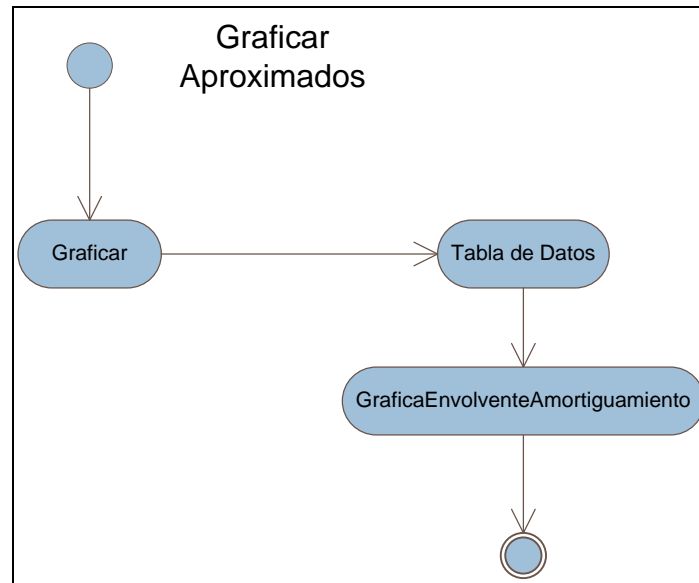 Graficar
Aproximados
Graficar
Tabla de Datos
GraficaEnvolventeAmortiguamiento